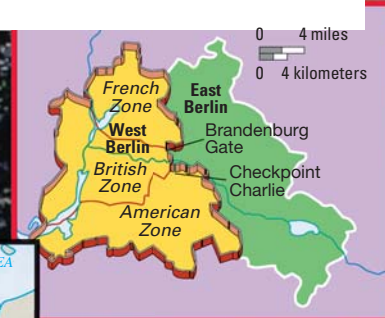 0 4 miles
0 4 kilometers
French
Zone
East
Berlin
West
Berlin
Brandenburg
Gate
British
Zone
Checkpoint
Charlie
American
Zone
EA